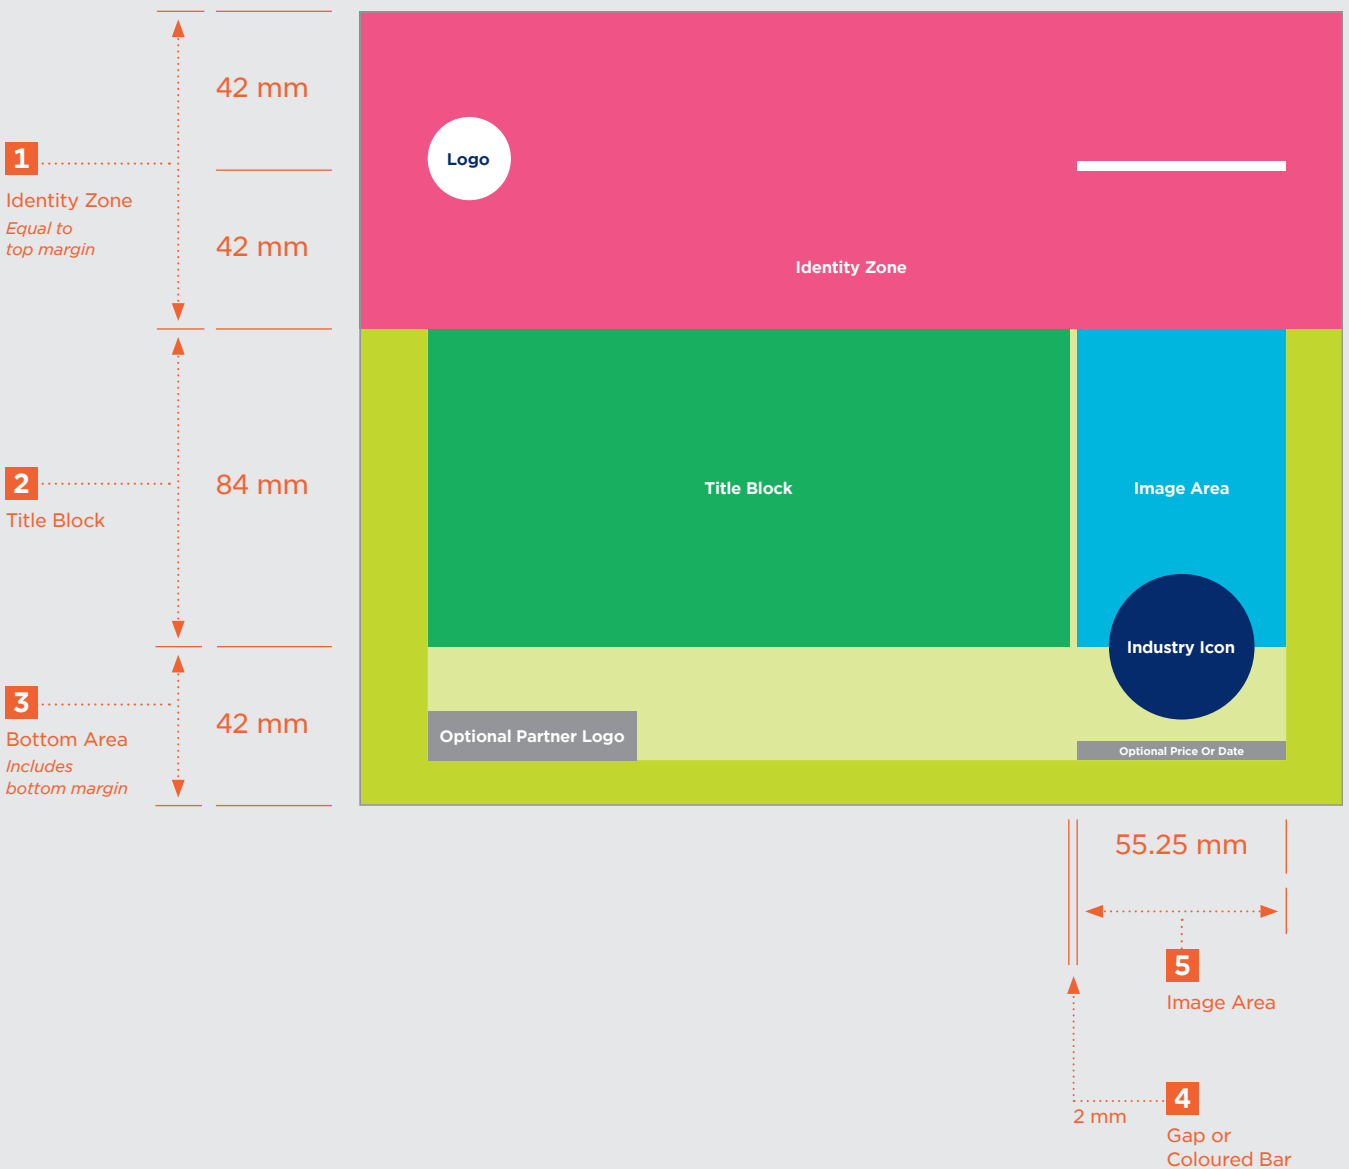 42 mm
1
Identity Zone
Equal to
top margin
42 mm
Logo
Identity Zone
2
Title Block
84 mm
Title Block
Image Area
Industry Icon
3
Bottom Area
Includes
bottom margin
42 mm
Optional Partner Logo
Optional Price Or Date
55.25 mm
5
Image Area
2 mm
4
Gap or
Coloured Bar